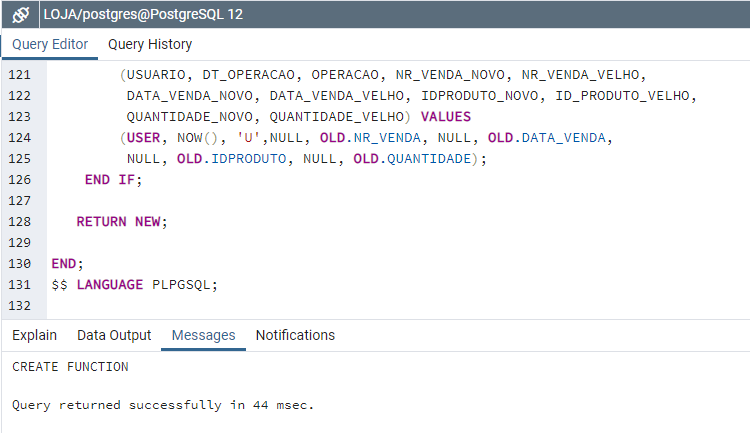 LOJA/postgres@PostgreSQL 12
Query Editor Query History
121 (USUARIO, DT_OPERACAO, OPERACAO, NR_VENDA_NOVO, NR_VENDA_VELHO,
122 DATA_VENDA_NOVO, DATA_VENDA_VELHO, IDPRODUTO_NOVO, ID_PRODUTO_VELHO,
123 QUANTIDADE_NOVO, QUANTIDADE_VELHO) VALUES
124 (USER, NOW(), 'U',NULL, OLD.NR_VENDA, NULL, OLD.DATA_VENDA,
125 NULL, OLD.IDPRODUTO, NULL, OLD.QUANTIDADE);
126 END IF;
127
128 RETURN NEW;
129
130 END;
131 $$ LANGUAGE PLPGSQL;
132
Explain Data Output Messages Notifications
CREATE FUNCTION
Query returned successfully in 44 msec.